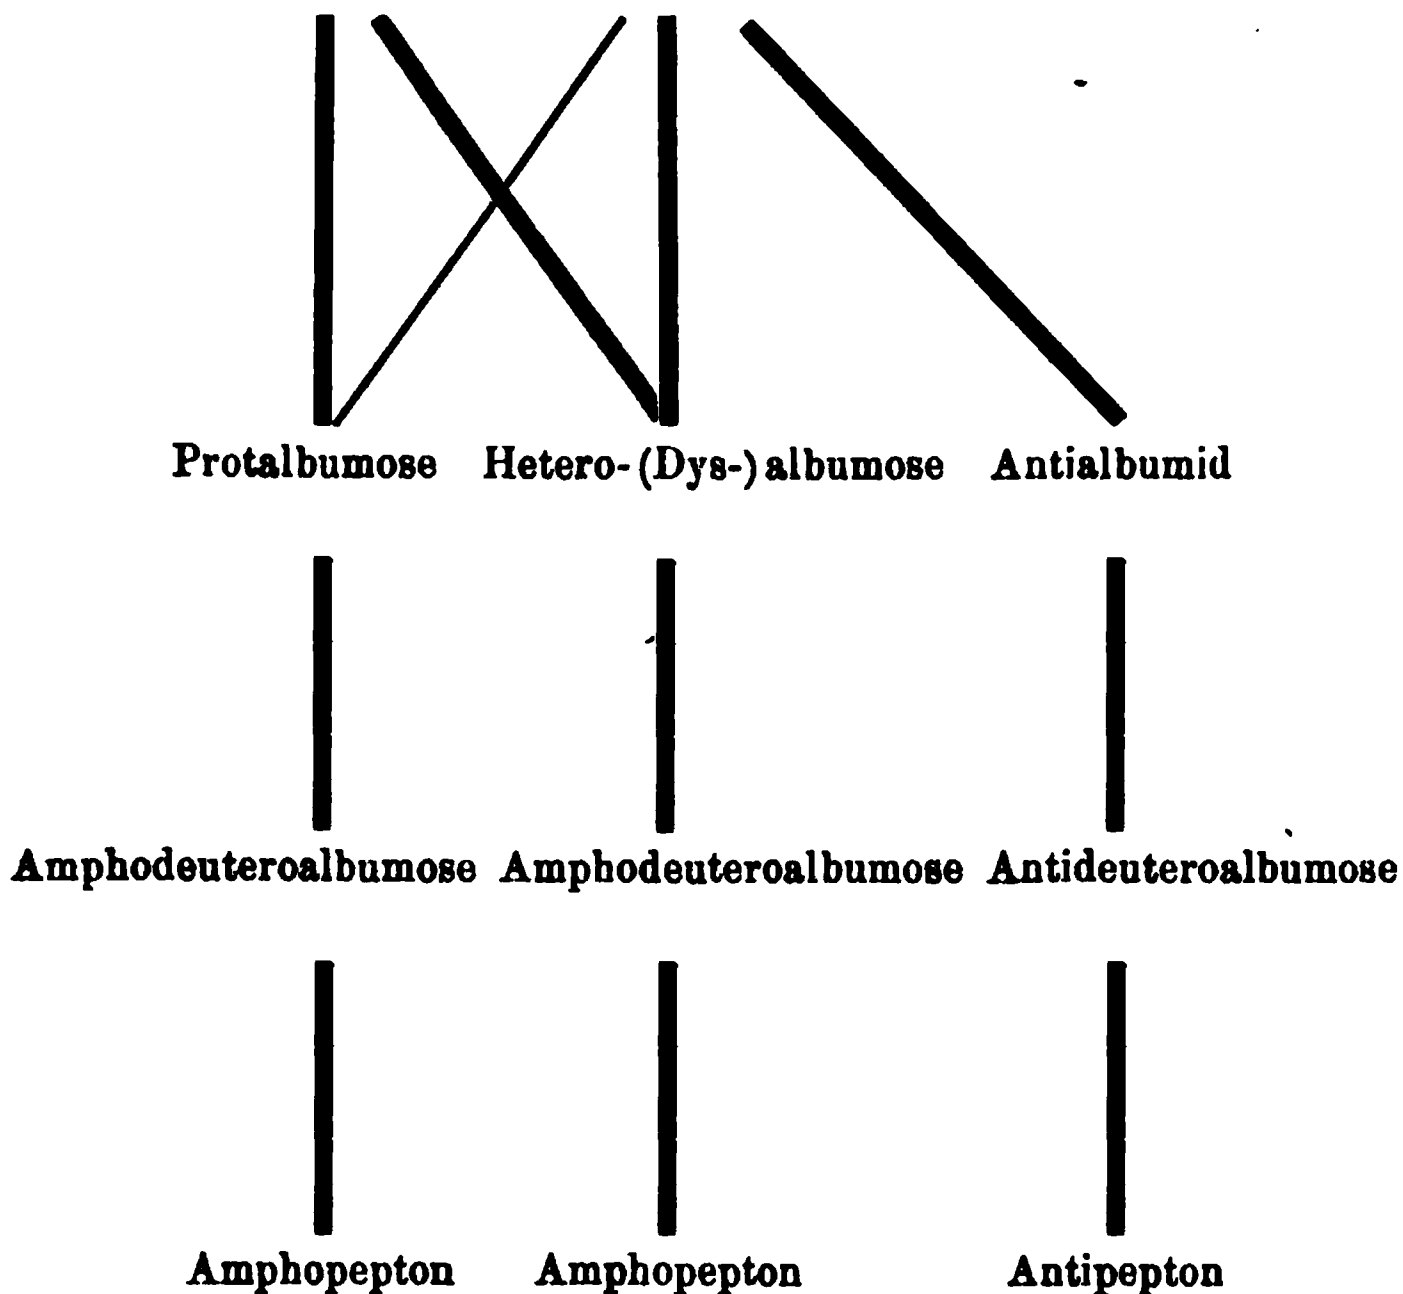 Protalbumose Hetero-(Dys-) albumose Antialbumid
Amphodeuteroalbumose Amphodeuteroalbumose Antideuteroalbumose
Amphopepton Amphopepton Antipepton